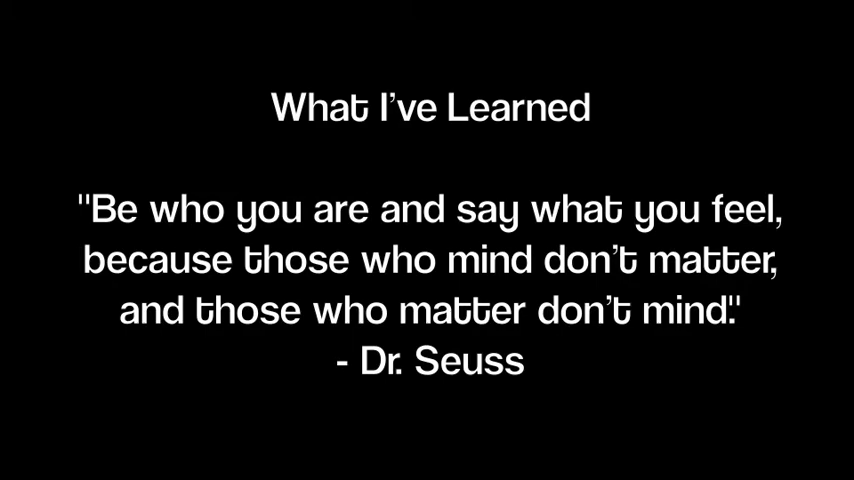 What I've Learned
"Be who you are and say what you feel,
because those who mind don't matter,
and those who matter don't mind."
- Dr. Seuss